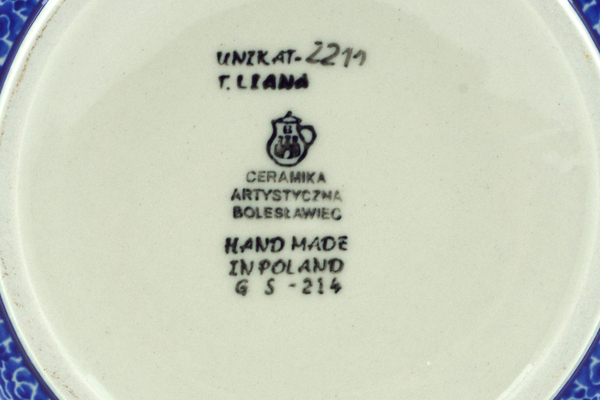 UNIKAT-2211
T. LIANA
CERAMIKA
ARTYSTYCZNA
BOLESŁAWIEC
HAND MADE
IN POLAND
G S - 214